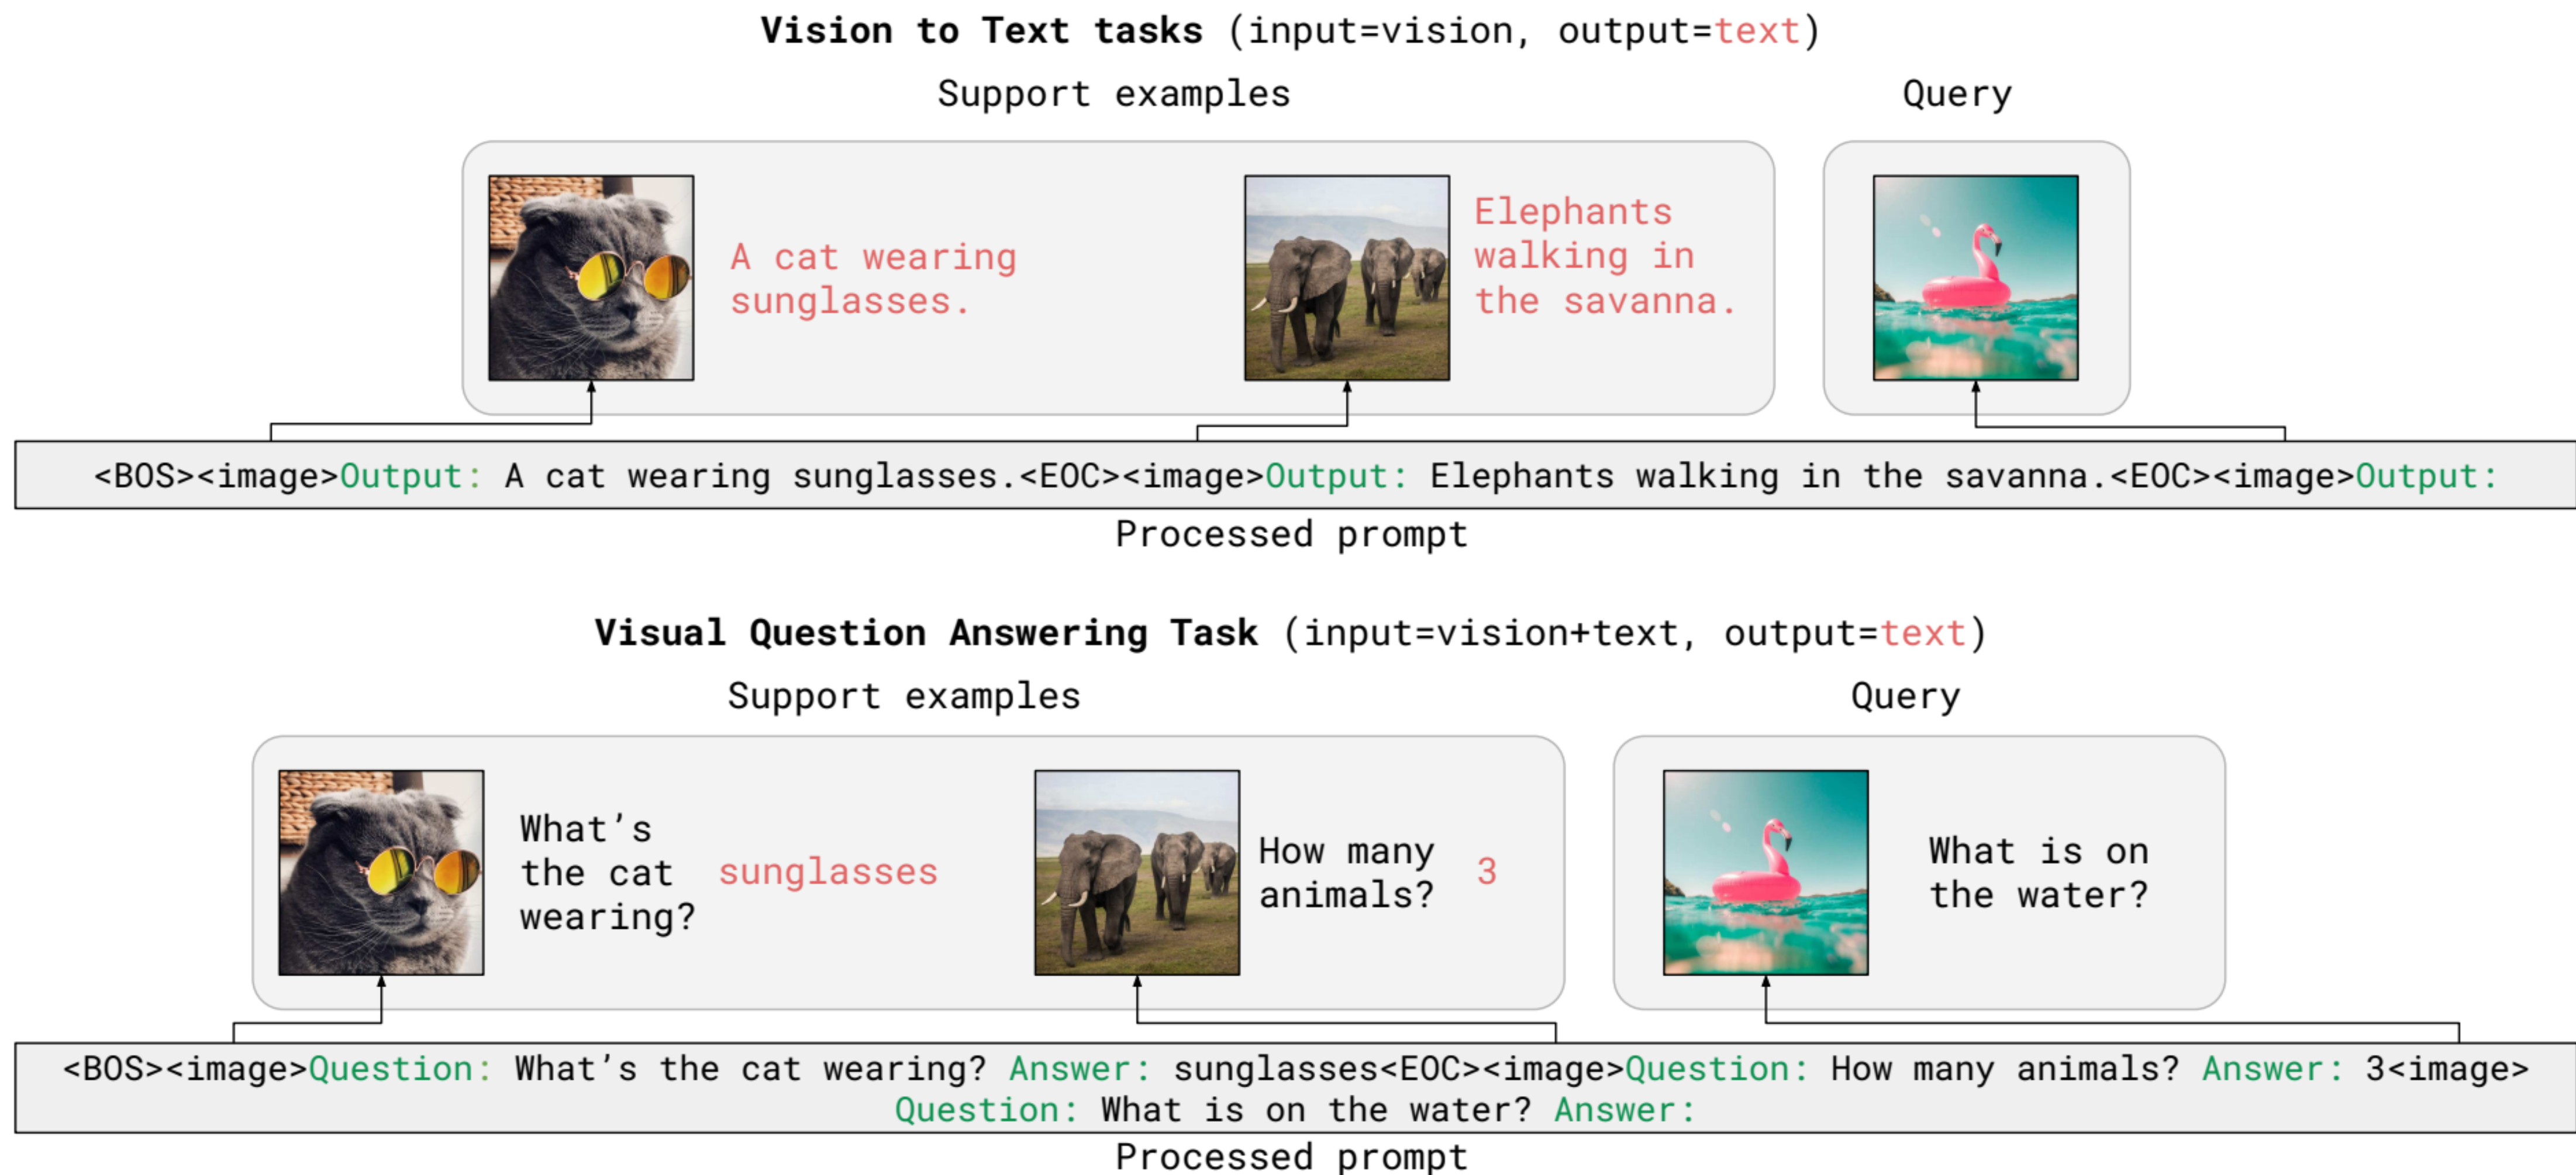 Vision to Text tasks (input=vision, output=text)
Support examples
Query
A cat wearing
sunglasses.
Elephants
walking in
the savanna.
<BOS><image>Output: A cat wearing sunglasses.<EOC><image>Output: Elephants walking in the savanna.<EOC><image>Output:
Processed prompt
Visual Question Answering Task (input=vision+text, output=text)
Support examples
Query
What’s
the cat
wearing?
sunglasses
How many
animals?
3
What is on
the water?
<BOS><image>Question: What’s the cat wearing? Answer: sunglasses<EOC><image>Question: How many animals? Answer: 3<image>
Question: What is on the water? Answer:
Processed prompt